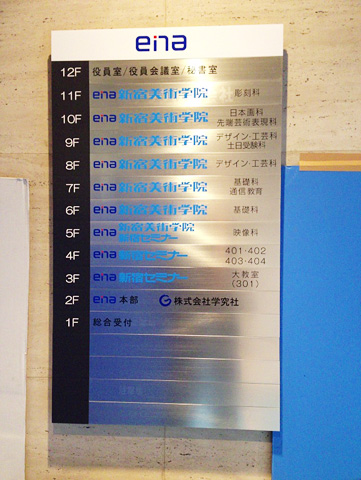 ena
12F 役員室/役員会議室/秘書室
11F ena 新宿美術学院 彫刻科
10F ena 新宿美術学院 日本画科
先端芸術表現科
9F ena 新宿美術学院 デザイン・工芸科
土日受験科
8F ena 新宿美術学院 デザイン・工芸科
7F ena 新宿美術学院 基礎科
通信教育
6F ena 新宿美術学院 基礎科
5F ena 新宿美術学院 映像科
新宿セミナー
4F ena 新宿セミナー 401・402
403・404
3F ena 新宿セミナー 大教室
(301)
2F ena 本部 株式会社学究社
1F 総合受付